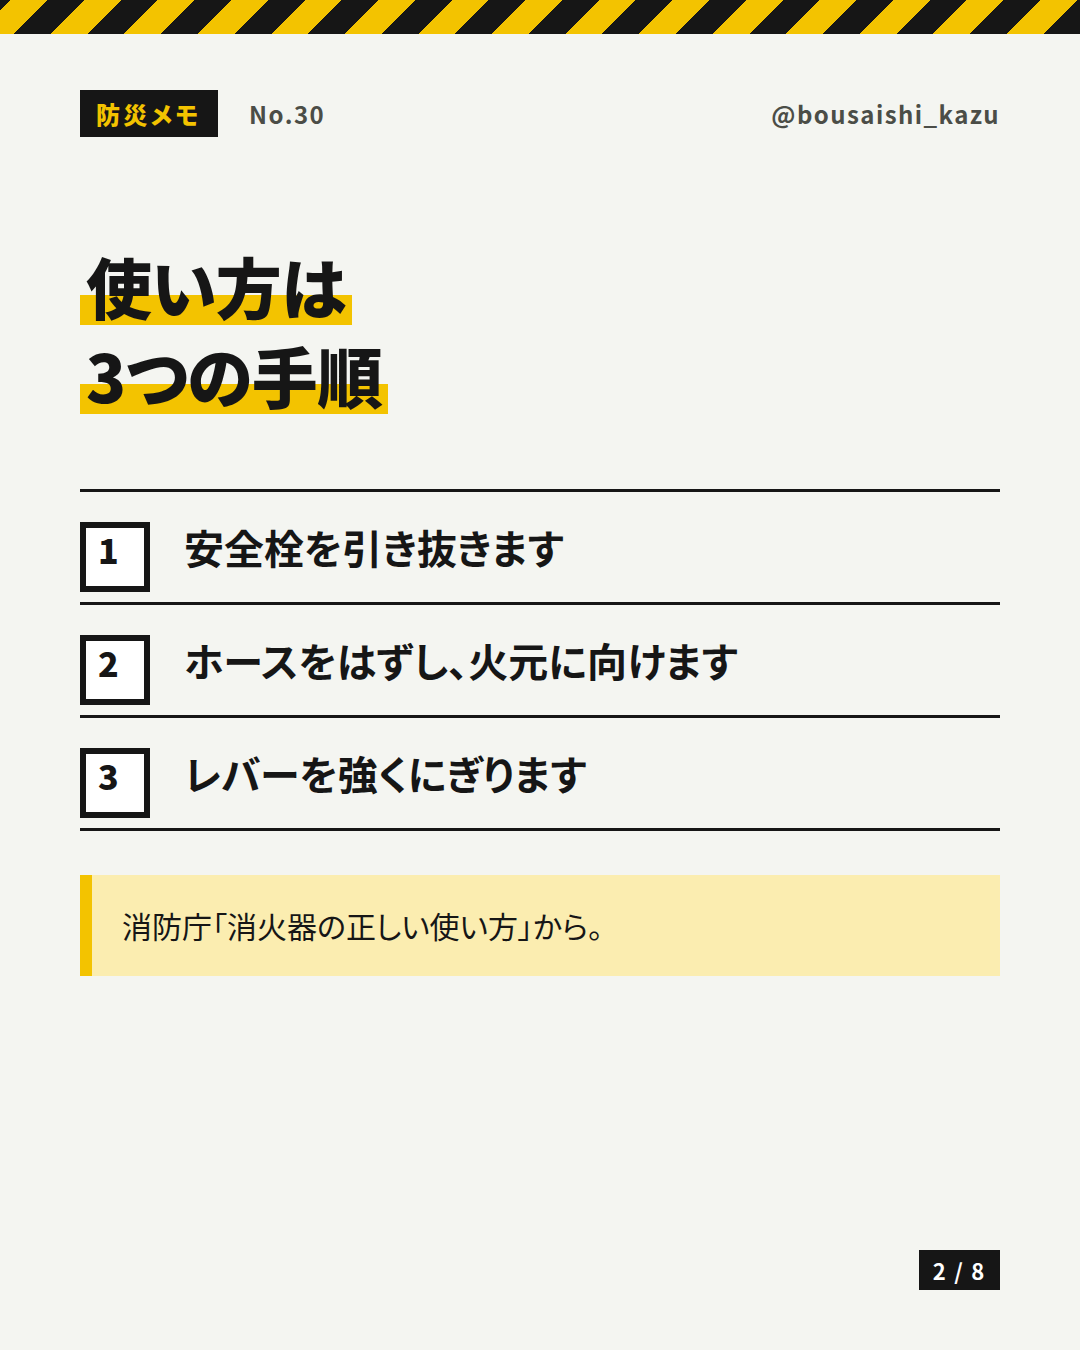 防災メモ No.30 @bousaishi_kazu
使い方は
3つの手順
1 安全栓を引き抜きます
2 ホースをはずし、火元に向けます
3 レバーを強くにぎります
消防庁「消火器の正しい使い方」から。
2 / 8